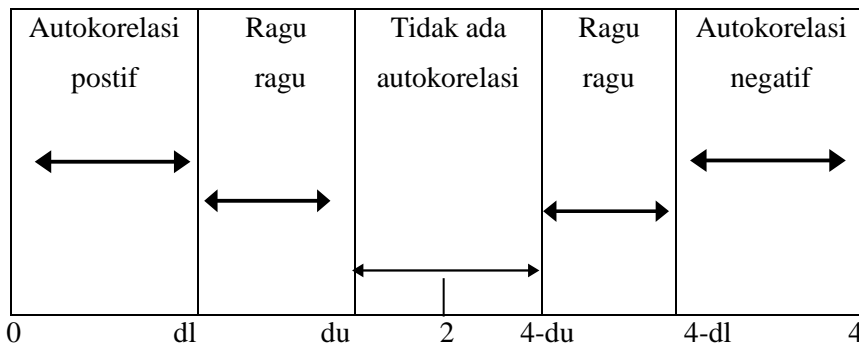 Autokorelasi Ragu Tidak ada Ragu Autokorelasi
postif ragu autokorelasi ragu negatif
0 dl du 2 4-du 4-dl 4